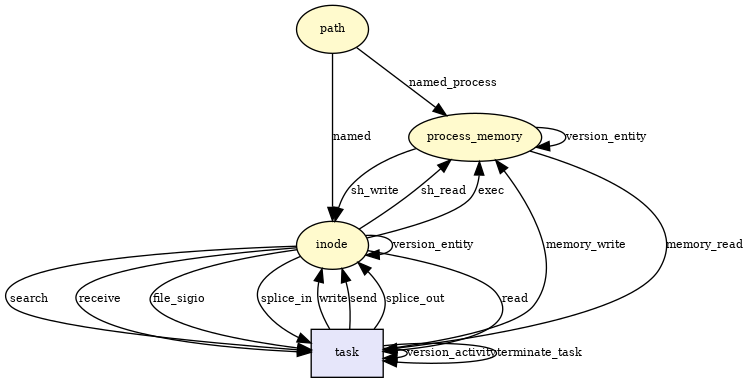 path
named_process
named
process_memory
version_entity
sh_write
sh_read
exec
inode
version_entity
memory_write
memory_read
search
receive
file_sigio
splice_in
write
send
splice_out
read
task
version_activity
terminate_task